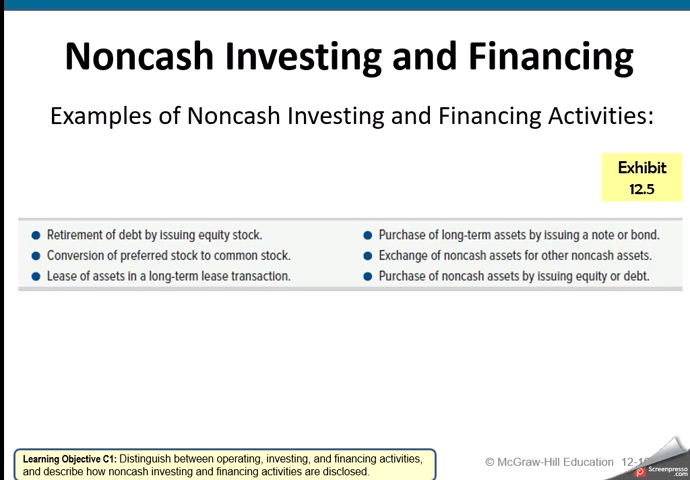 Noncash Investing and Financing
Examples of Noncash Investing and Financing Activities:
Exhibit
12.5
● Retirement of debt by issuing equity stock.
● Conversion of preferred stock to common stock.
● Lease of assets in a long-term lease transaction.
● Purchase of long-term assets by issuing a note or bond.
● Exchange of noncash assets for other noncash assets.
● Purchase of noncash assets by issuing equity or debt.
Learning Objective C1: Distinguish between operating, investing, and financing activities,
and describe how noncash investing and financing activities are disclosed.
© McGraw-Hill Education
Screenpresso
.com